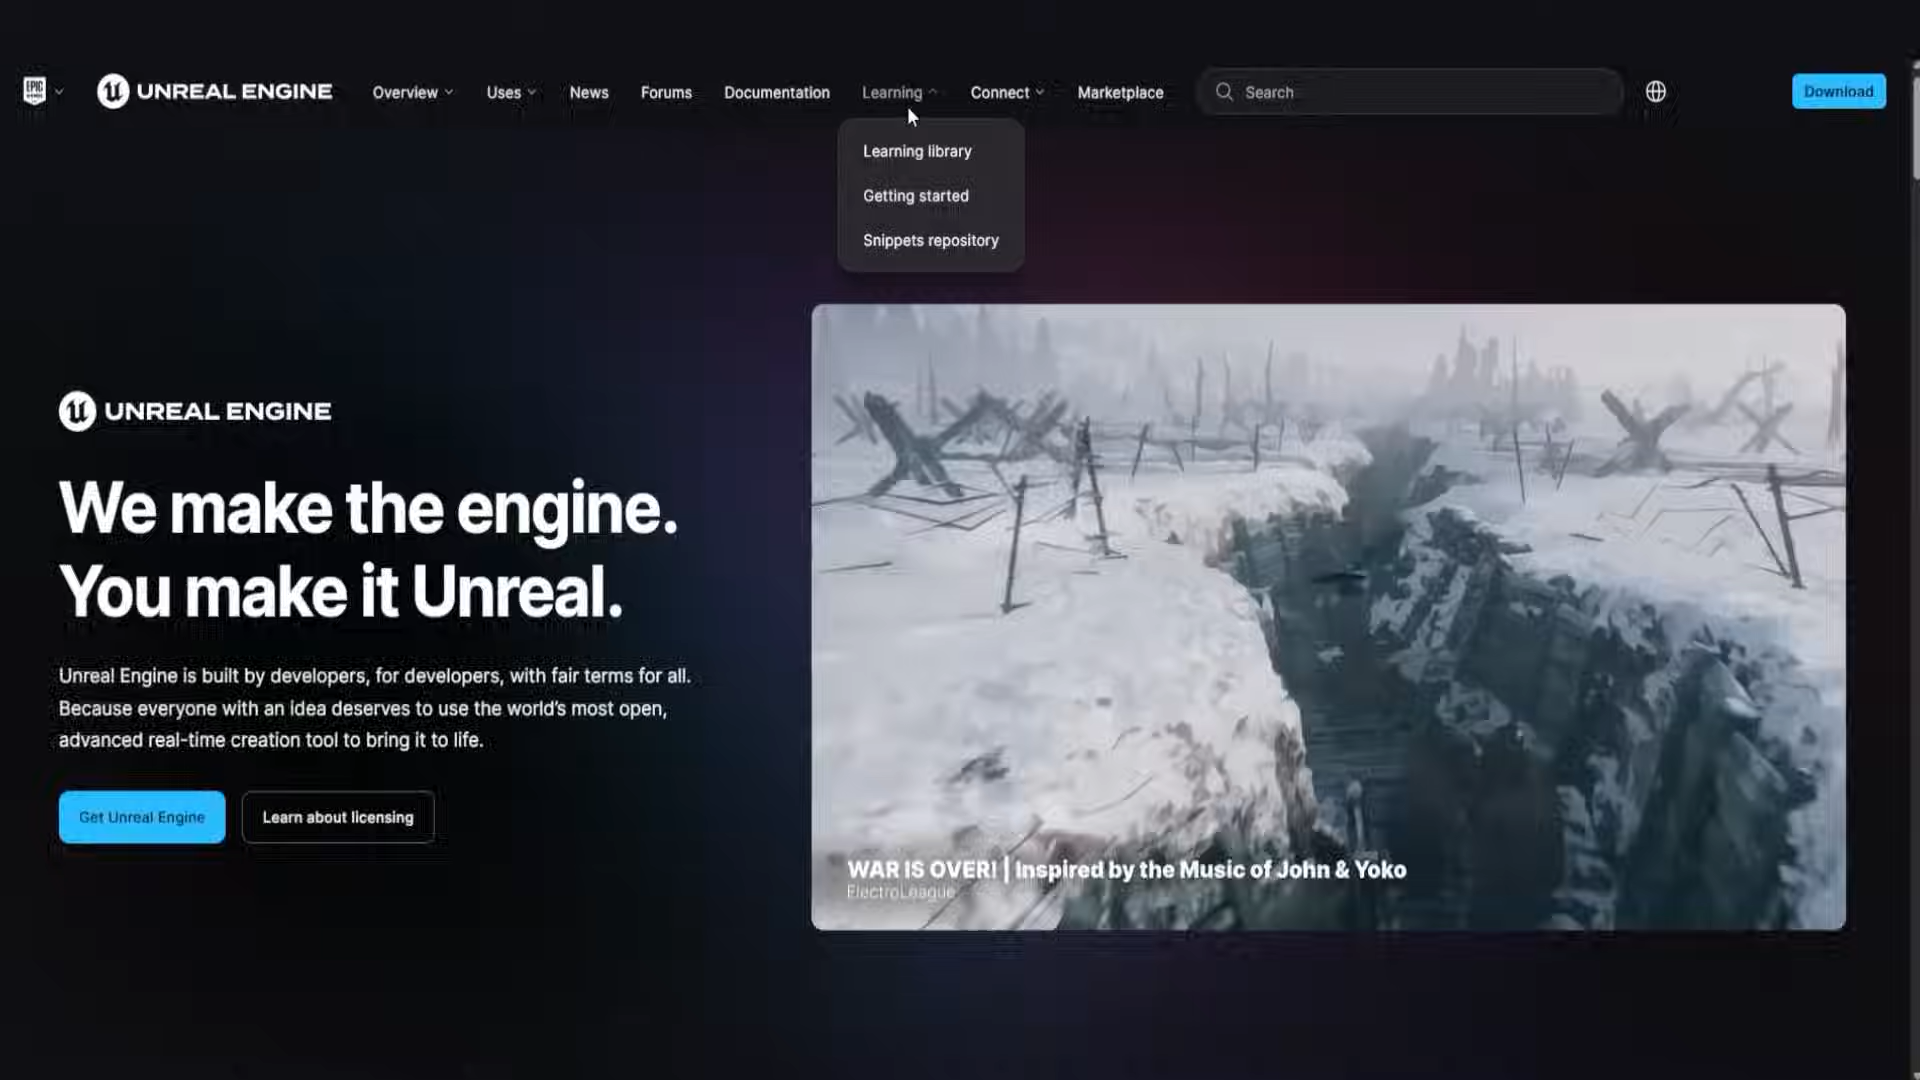 EPIC GAMES
UNREAL ENGINE
Overview
Uses
News
Forums
Documentation
Learning
Connect
Marketplace
Search
Download
Learning library
Getting started
Snippets repository
UNREAL ENGINE
We make the engine.
You make it Unreal.
Unreal Engine is built by developers, for developers, with fair terms for all.
Because everyone with an idea deserves to use the world's most open,
advanced real-time creation tool to bring it to life.
Get Unreal Engine
Learn about licensing
WAR IS OVER! | Inspired by the Music of John & Yoko
ElectroLeague